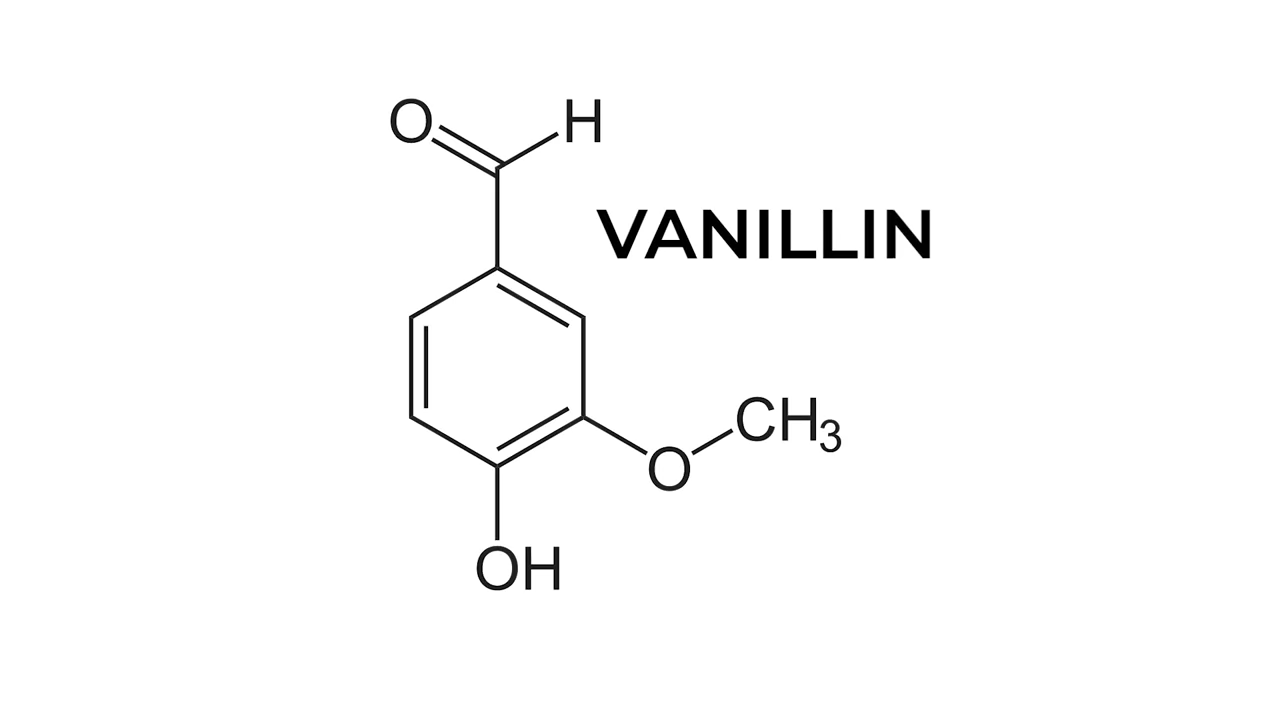 O H
VANILLIN
CH₃
O
OH